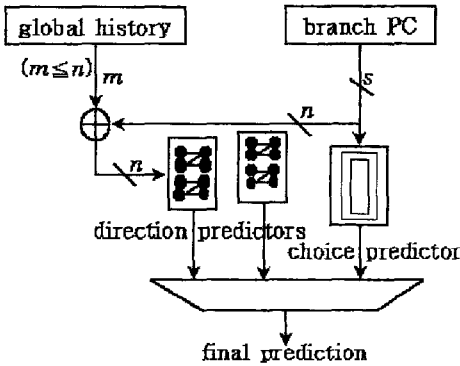 global history
branch PC
(m≦n)
m
s
n
n
direction predictors
choice predictor
final prediction